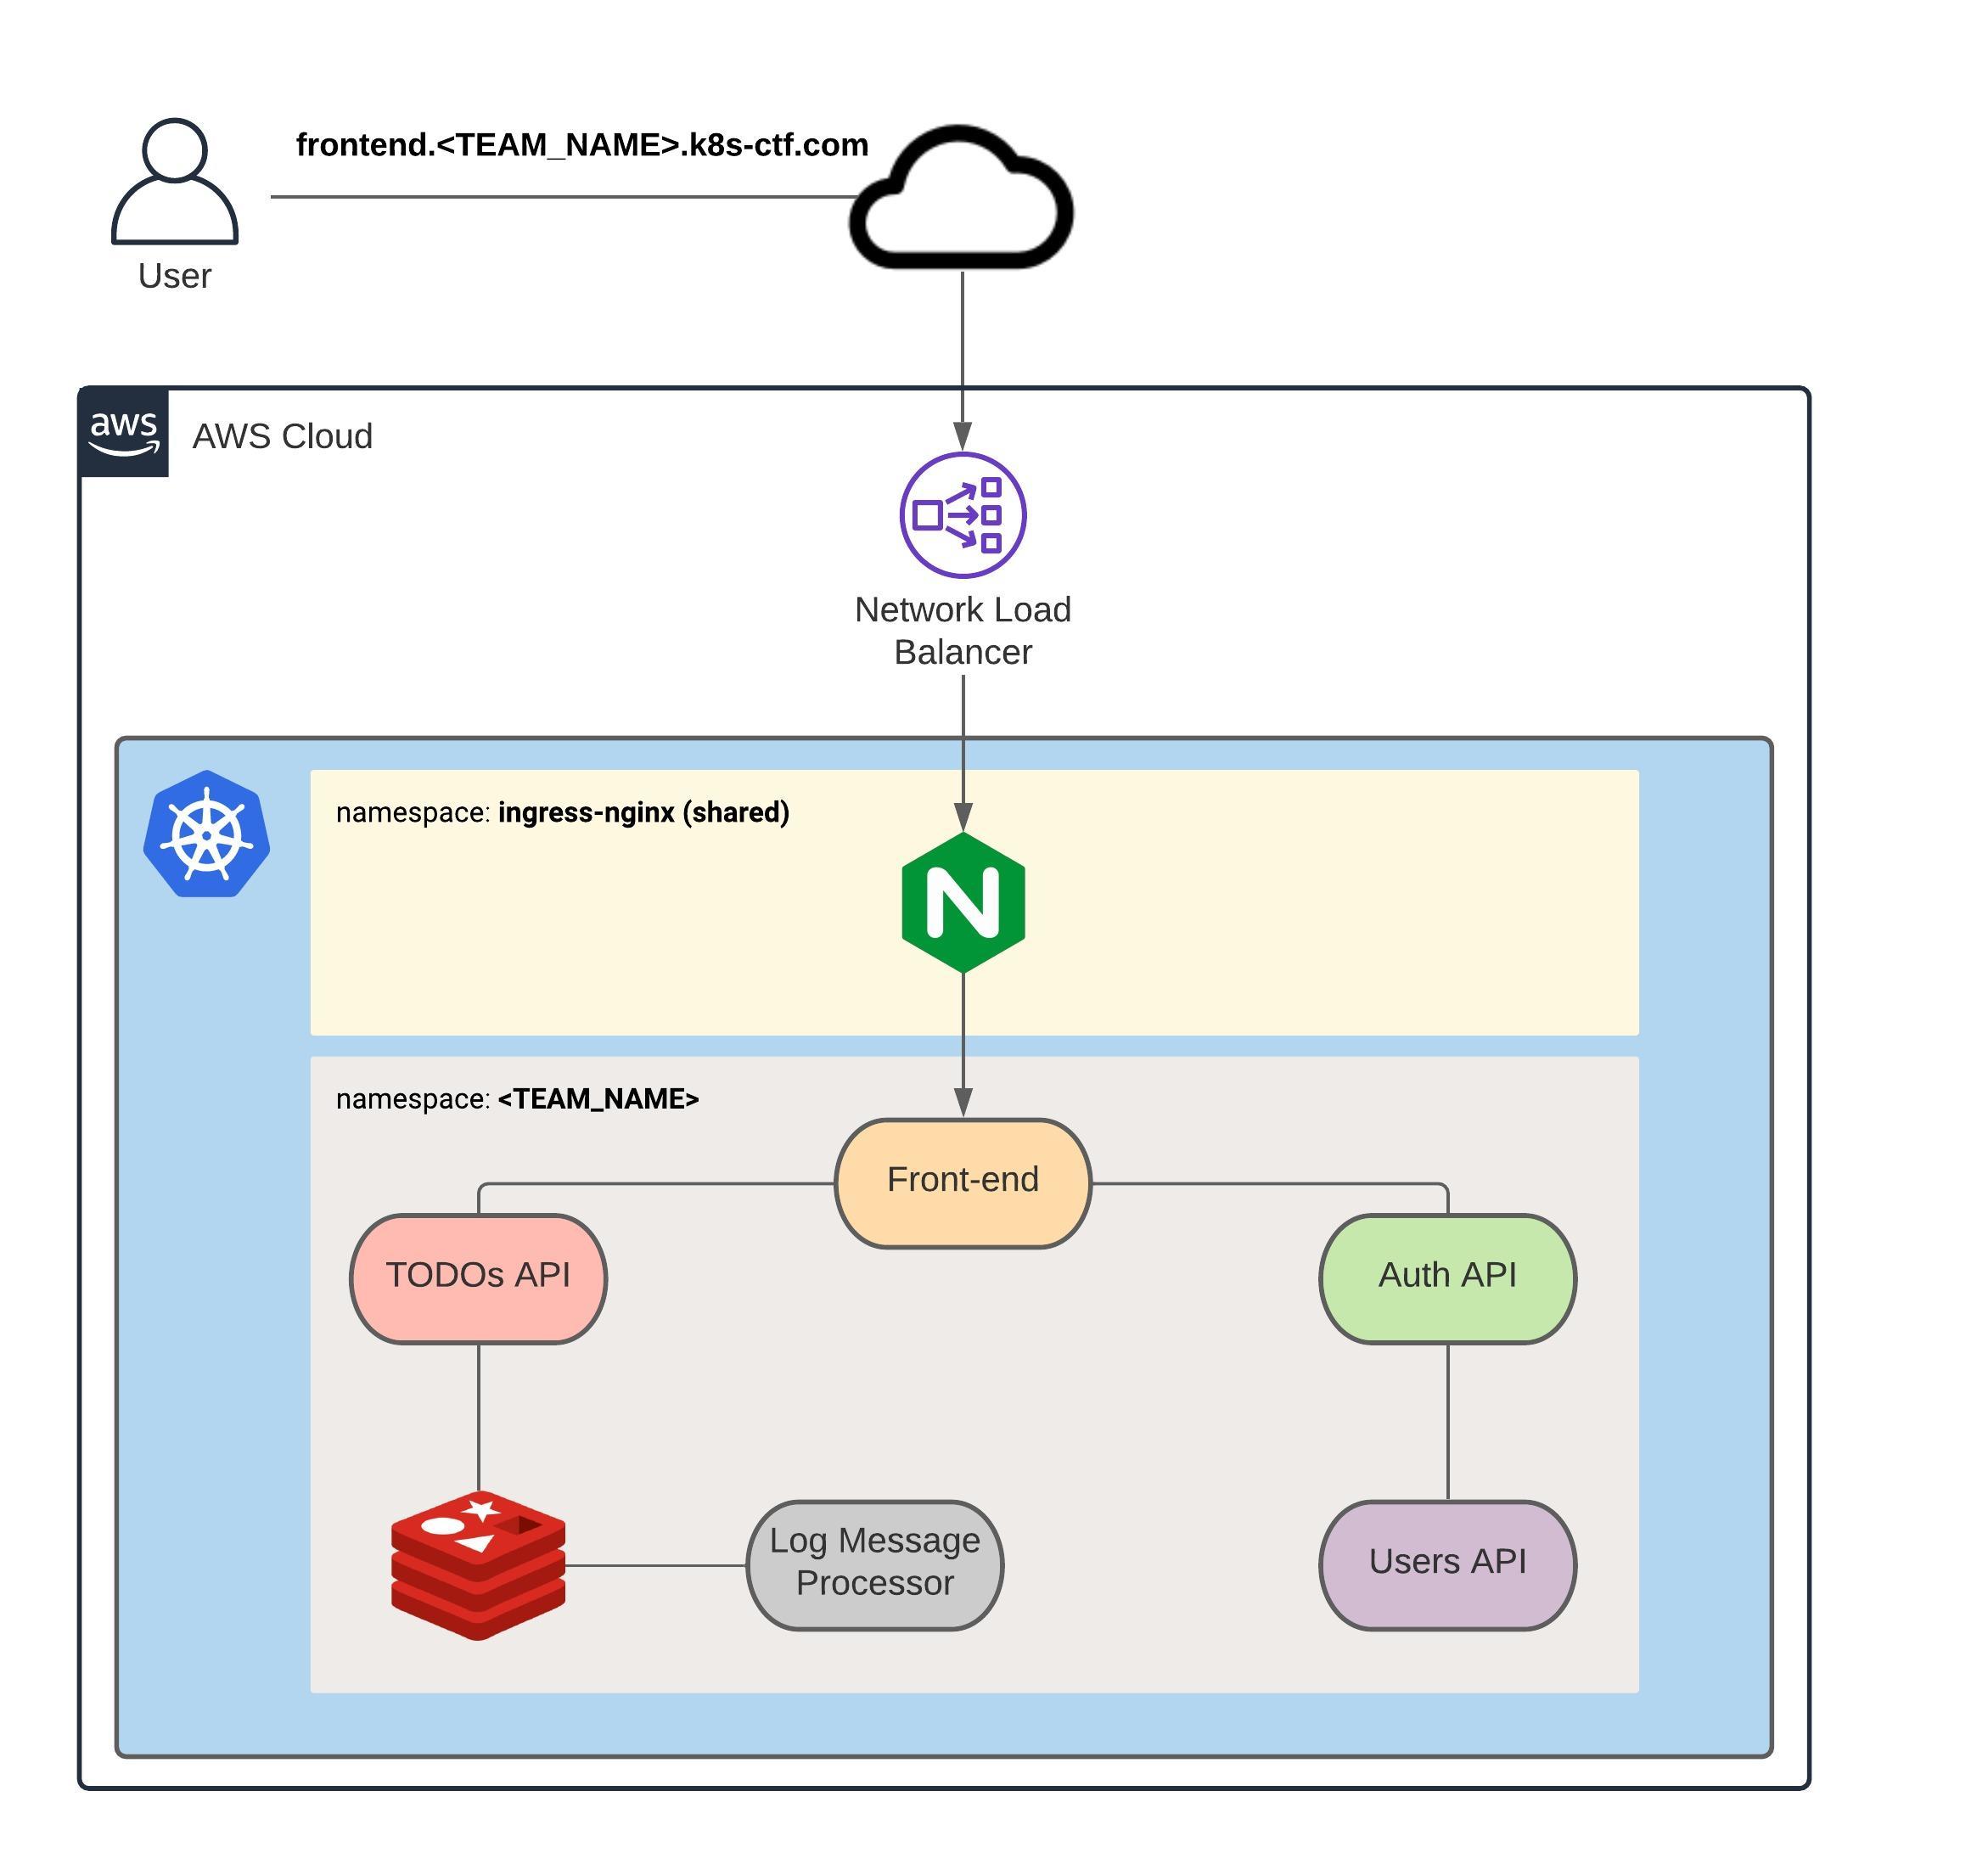 frontend.<TEAM_NAME>.k8s-ctf.com
User
aws
AWS Cloud
Network Load
Balancer
namespace: ingress-nginx (shared)
N
namespace: <TEAM_NAME>
Front-end
TODOs API
Auth API
Log Message
Processor
Users API